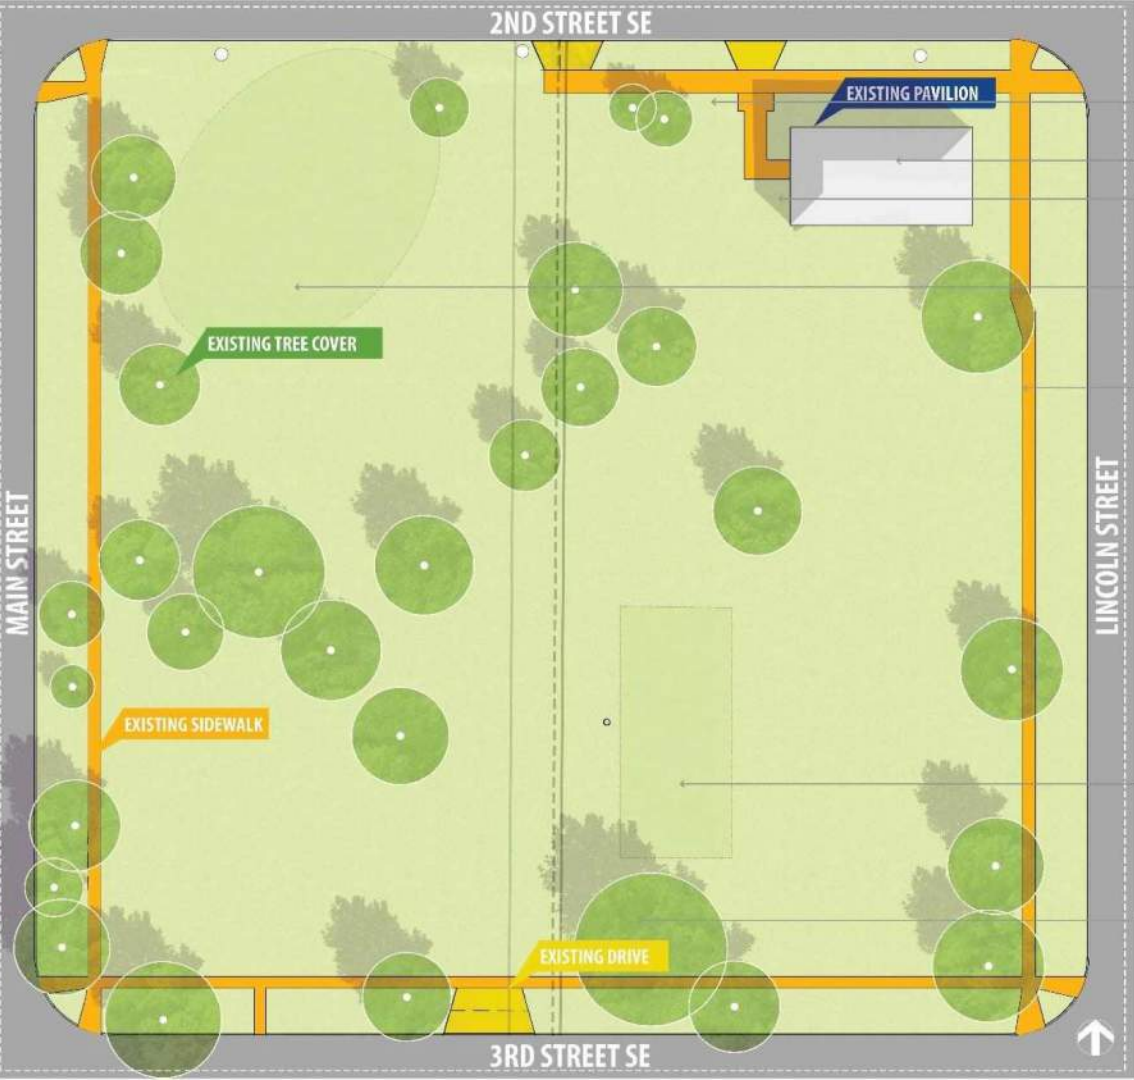 2ND STREET SE
EXISTING PAVILION
EXISTING TREE COVER
MAIN STREET
LINCOLN STREET
EXISTING SIDEWALK
EXISTING DRIVE
3RD STREET SE